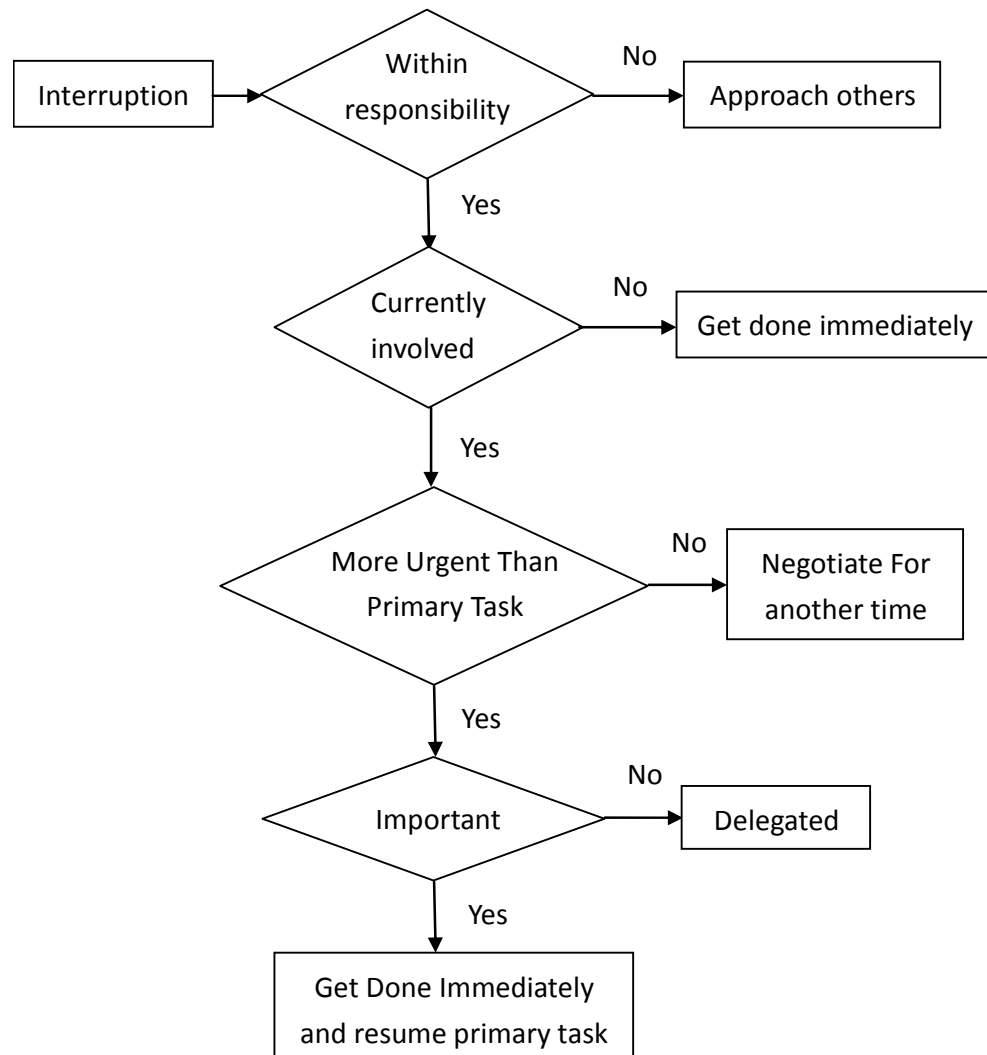 Interruption
Within
responsibility
No
Approach others
Yes
Currently
involved
No
Get done immediately
Yes
More Urgent Than
Primary Task
No
Negotiate For
another time
Yes
Important
No
Delegated
Yes
Get Done Immediately
and resume primary task